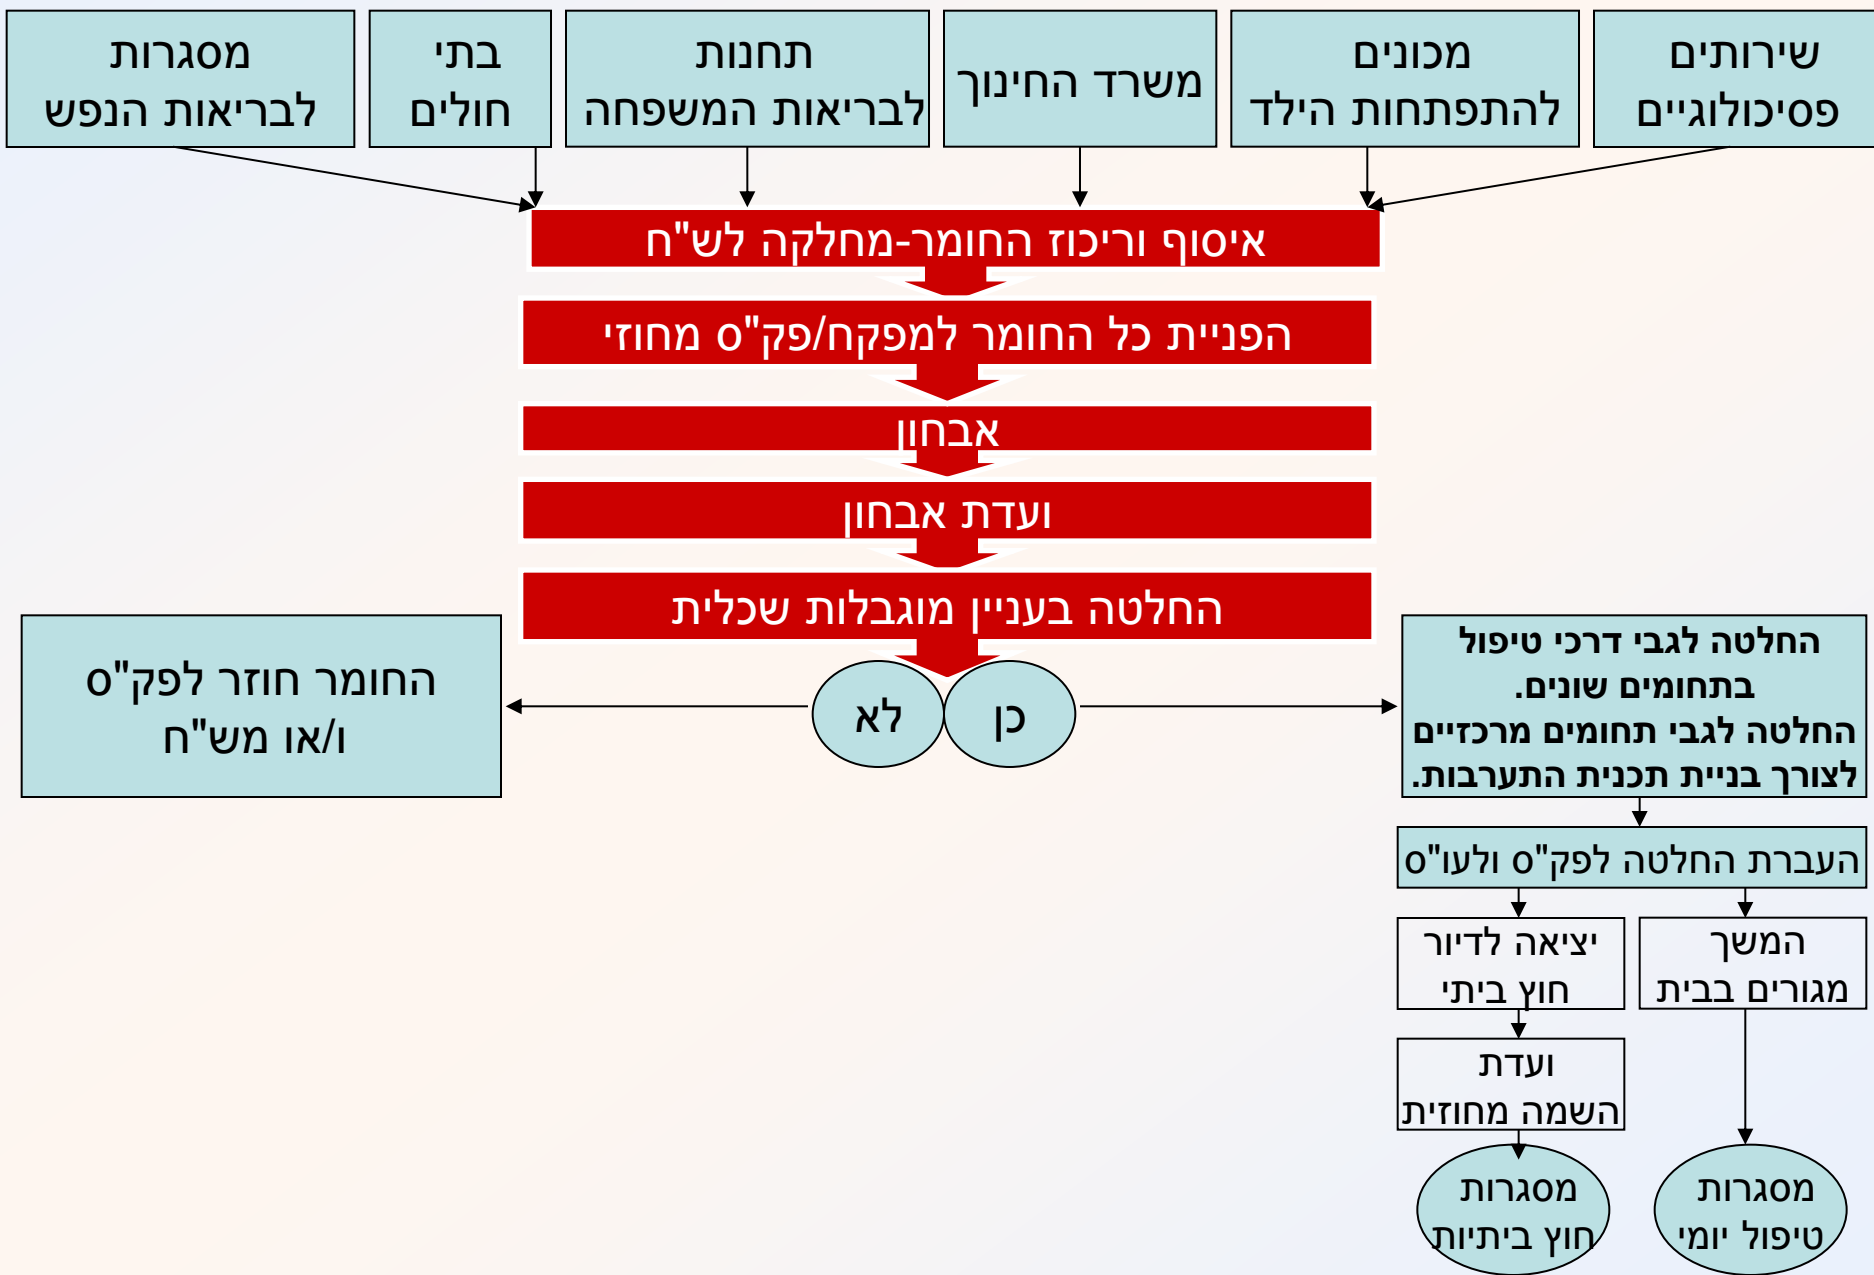 שירותים
פסיכולוגיים
מכונים
להתפתחות הילד
משרד החינוך
תחנות
לבריאות המשפחה
בתי
חולים
מסגרות
לבריאות הנפש
איסוף וריכוז החומר-מחלקה לש"ח
הפניית כל החומר למפקח/פק"ס מחוזי
אבחון
ועדת אבחון
החלטה בעניין מוגבלות שכלית
כן
לא
החלטה לגבי דרכי טיפול
בתחומים שונים.
החלטה לגבי תחומים מרכזיים
לצורך בניית תכנית התערבות.
החומר חוזר לפק"ס
ו/או מש"ח
העברת החלטה לפק"ס ולעו"ס
המשך
מגורים בבית
יציאה לדיור
חוץ ביתי
ועדת
השמה מחוזית
מסגרות
טיפול יומי
מסגרות
חוץ ביתיות